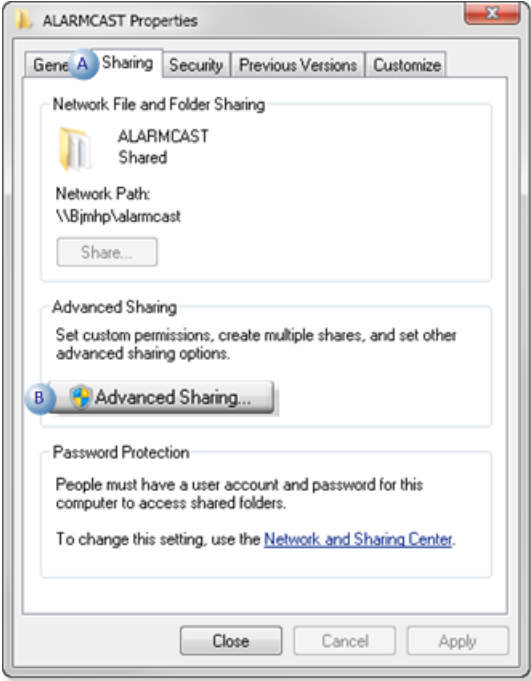 ALARMCAST Properties
Gene A Sharing Security Previous Versions Customize
Network File and Folder Sharing
ALARMCAST
Shared
Network Path:
\\Bjmhp\alarmcast
Share...
Advanced Sharing
Set custom permissions, create multiple shares, and set other
advanced sharing options.
B Advanced Sharing...
Password Protection
People must have a user account and password for this
computer to access shared folders.
To change this setting, use the Network and Sharing Center.
Close Cancel Apply